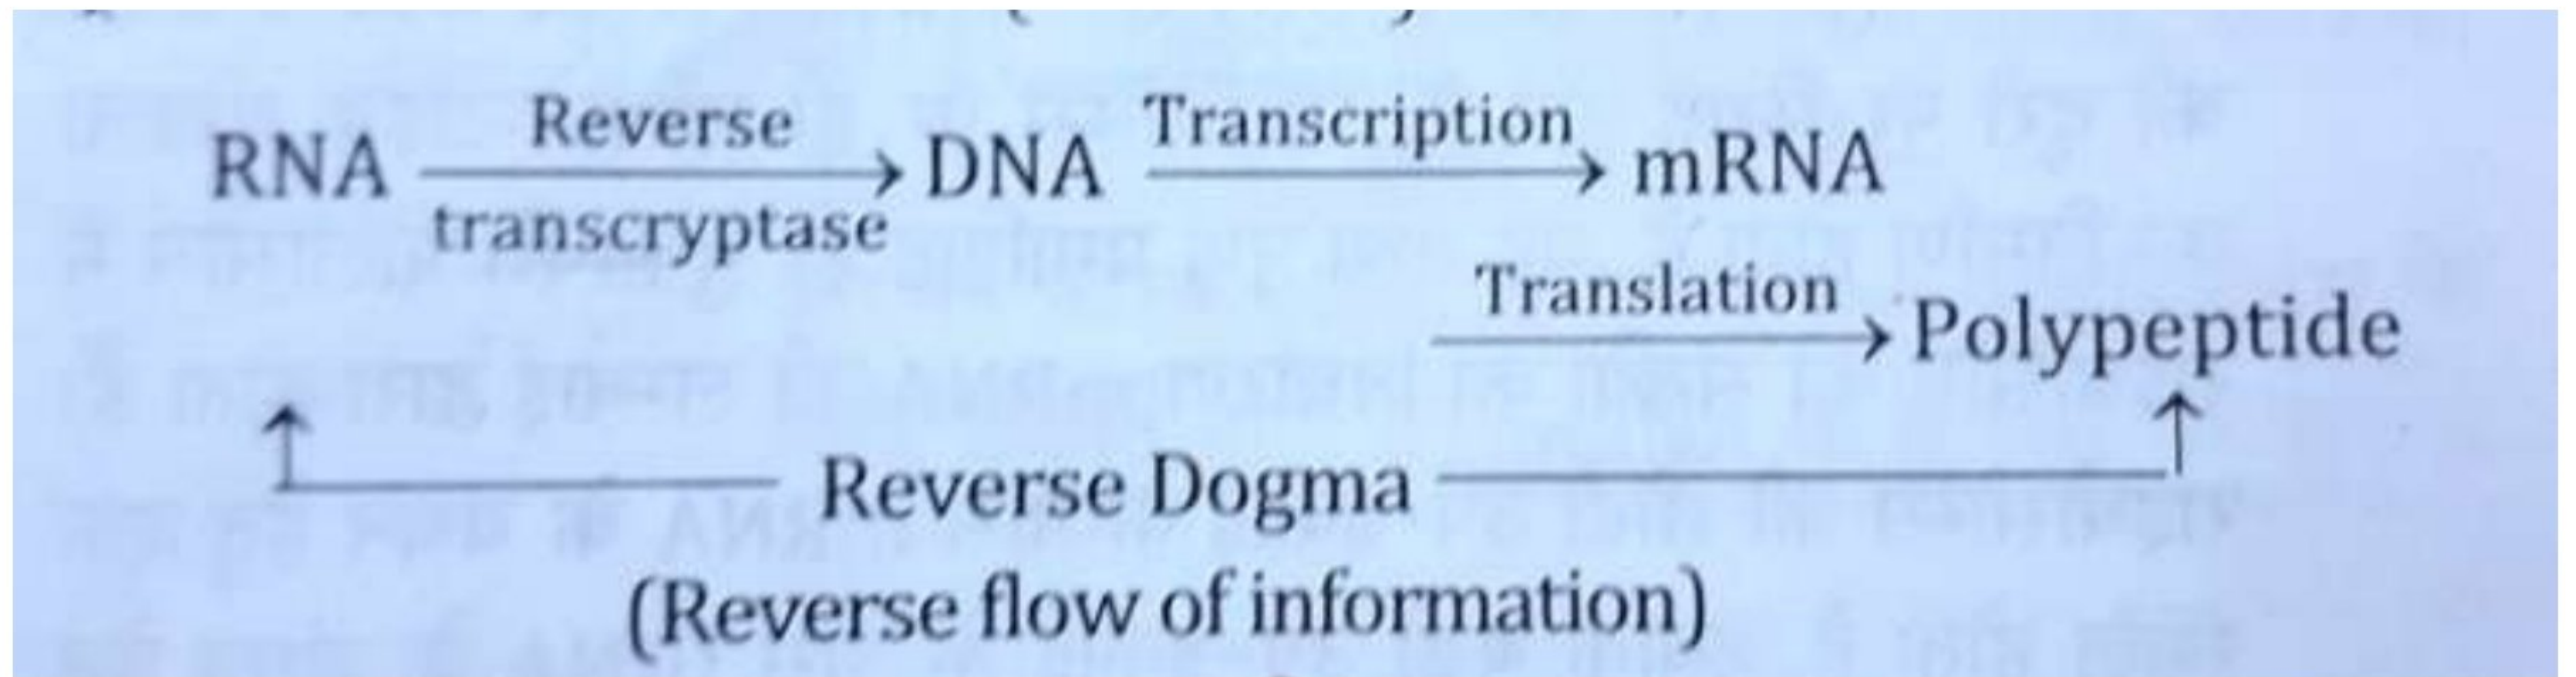 Reverse
RNA → DNA Transcription → mRNA
transcryptase
Translation → Polypeptide
Reverse Dogma
(Reverse flow of information)